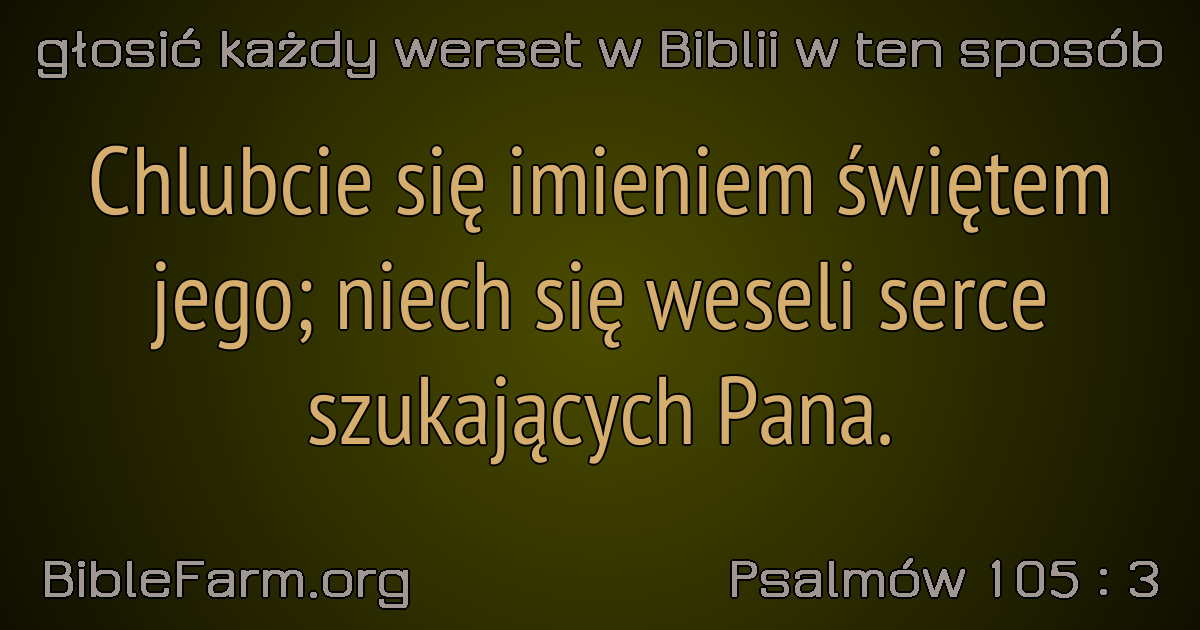 głosić każdy werset w Biblii w ten sposób
Chlubcie się imieniem świętem
jego; niech się weseli serce
szukających Pana.
BibleFarm.org
Psalmów 105 : 3